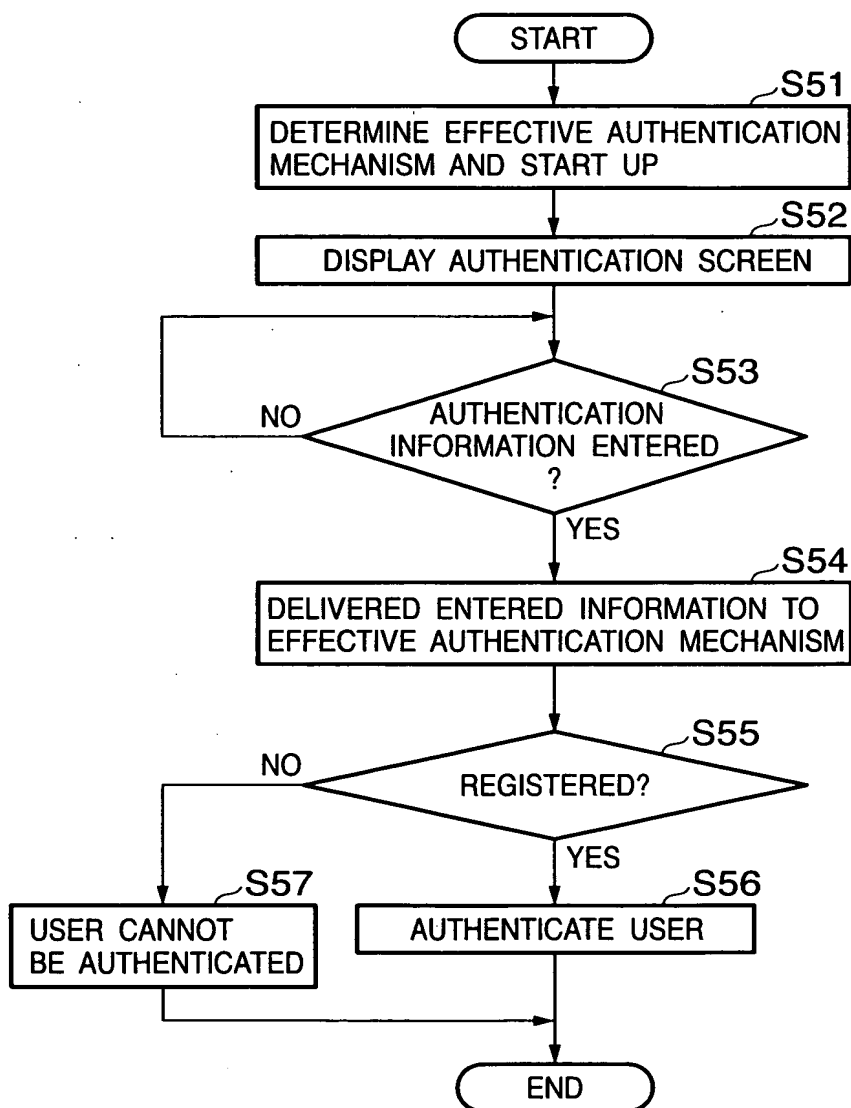 START
S51
DETERMINE EFFECTIVE AUTHENTICATION
MECHANISM AND START UP
S52
DISPLAY AUTHENTICATION SCREEN
S53
NO
AUTHENTICATION
INFORMATION ENTERED
?
YES
S54
DELIVERED ENTERED INFORMATION TO
EFFECTIVE AUTHENTICATION MECHANISM
S55
NO
REGISTERED?
YES
S57
S56
USER CANNOT
BE AUTHENTICATED
AUTHENTICATE USER
END